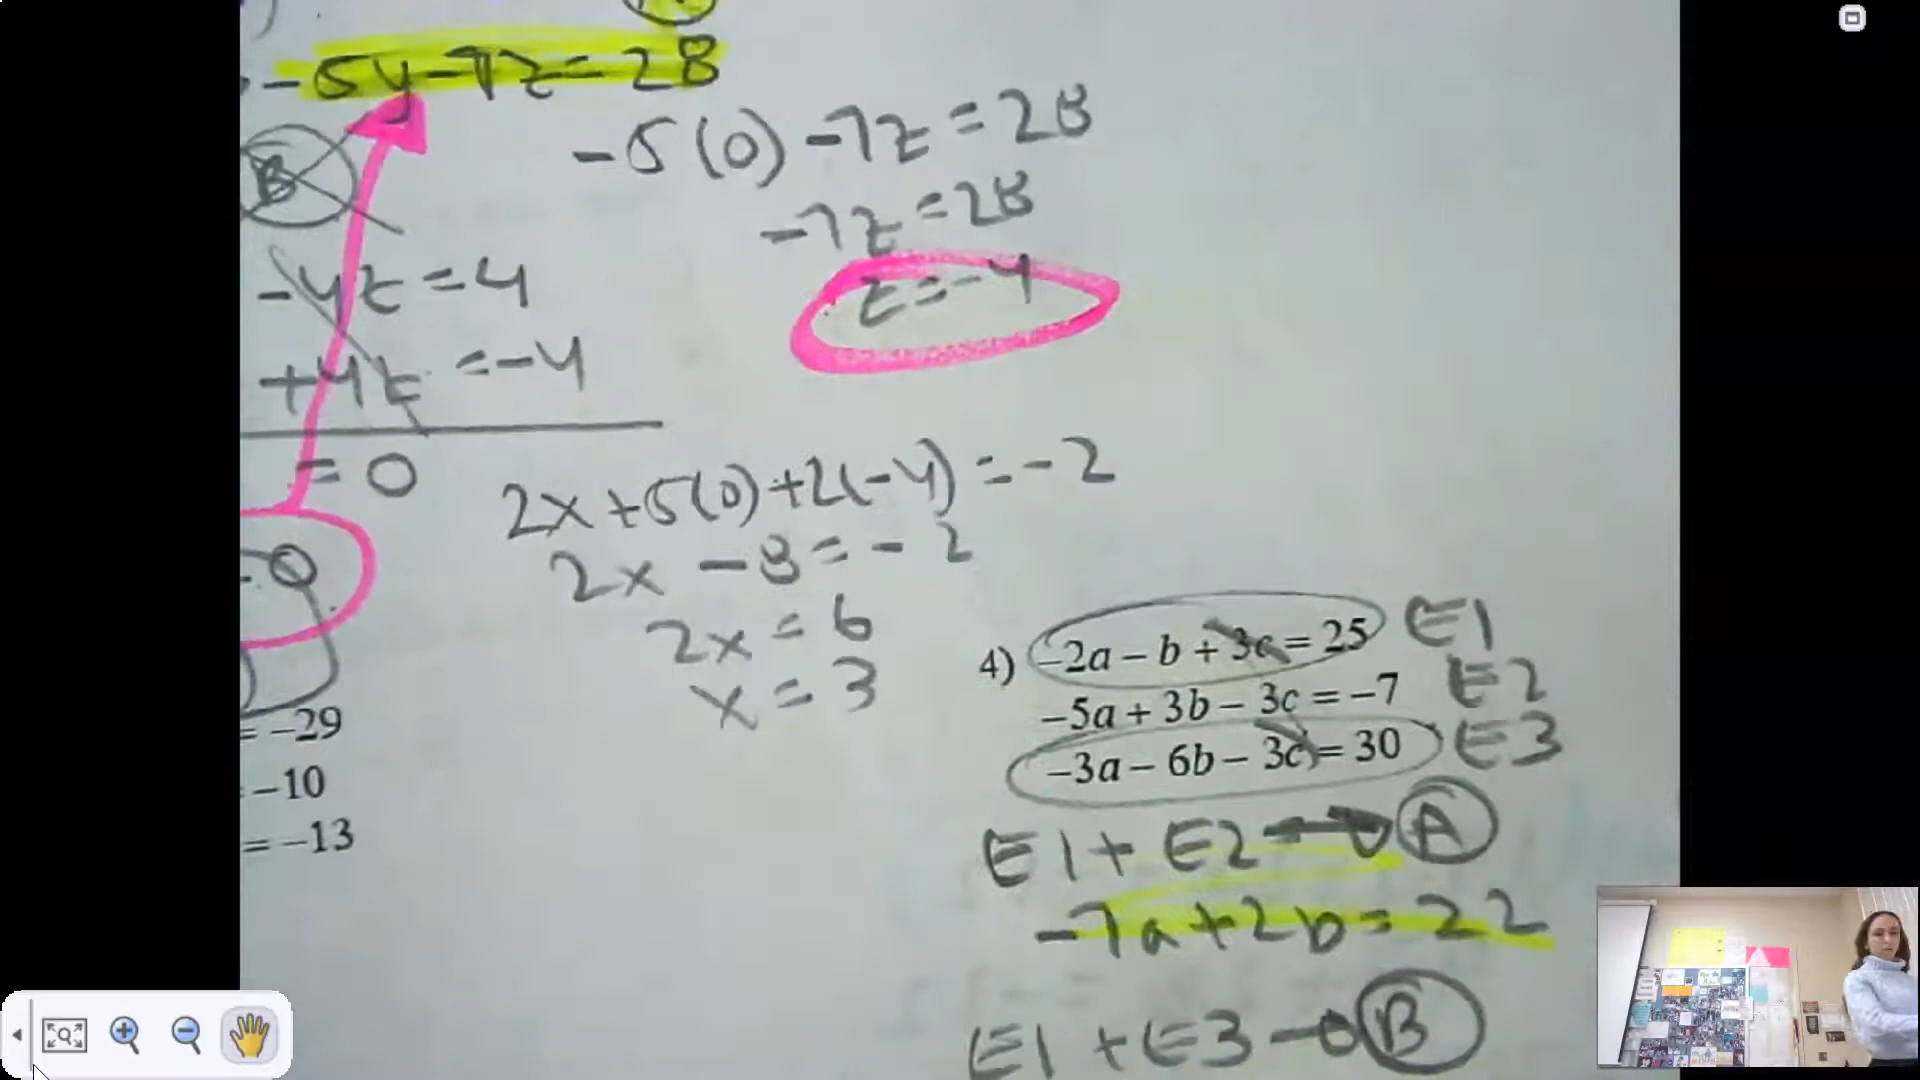 -5y-7z=28
-5(0)-7z=28
B
-7z=28
-4z=4
z=-4
+4z=-4
=0
2x+5(0)+2(-4)=-2
2x-8=-2
2x=6
x=3
= -29
-10
= -13
4) -2a - b + 3c = 25 E1
-5a + 3b - 3c = -7 E2
-3a - 6b - 3c = 30 E3
E1+E2 → A
-7a+2b=22
E1+E3 → B